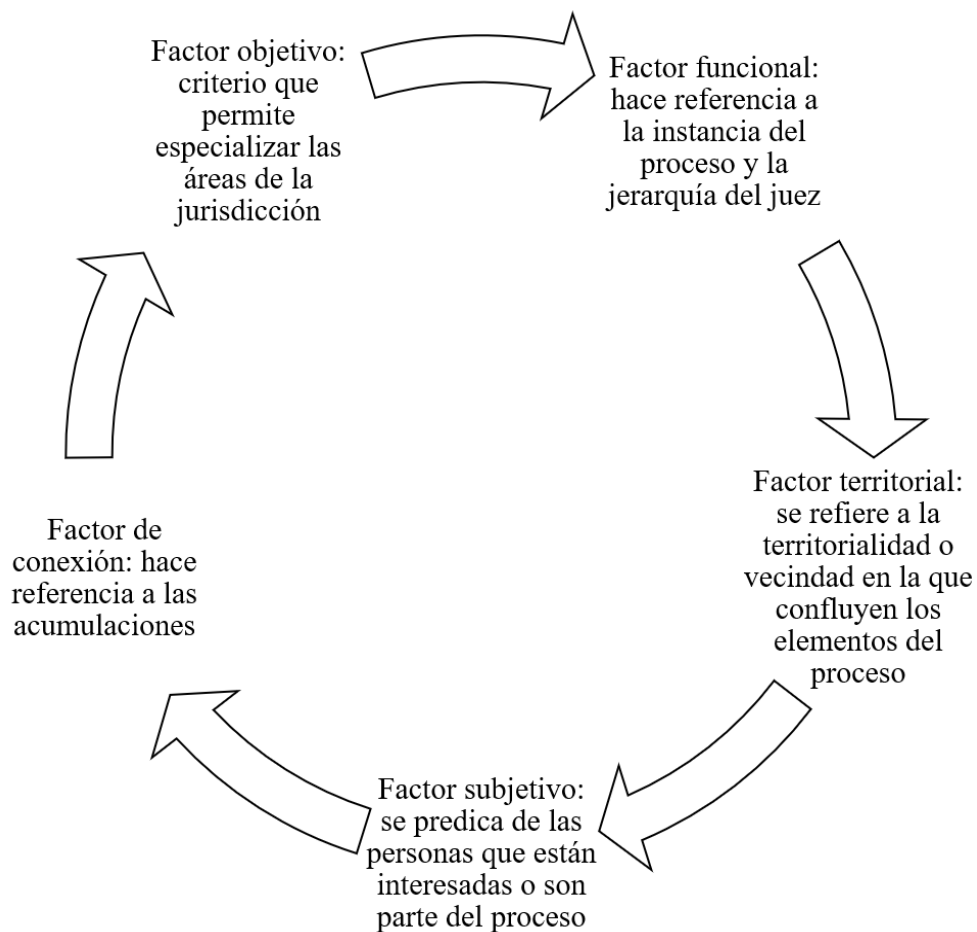 Factor objetivo:
criterio que
permite
especializar las
áreas de la
jurisdicción
Factor funcional:
hace referencia a
la instancia del
proceso y la
jerarquía del juez
Factor territorial:
se refiere a la
territorialidad o
vecindad en la que
confluyen los
elementos del
proceso
Factor subjetivo:
se predica de las
personas que están
interesadas o son
parte del proceso
Factor de
conexión: hace
referencia a las
acumulaciones